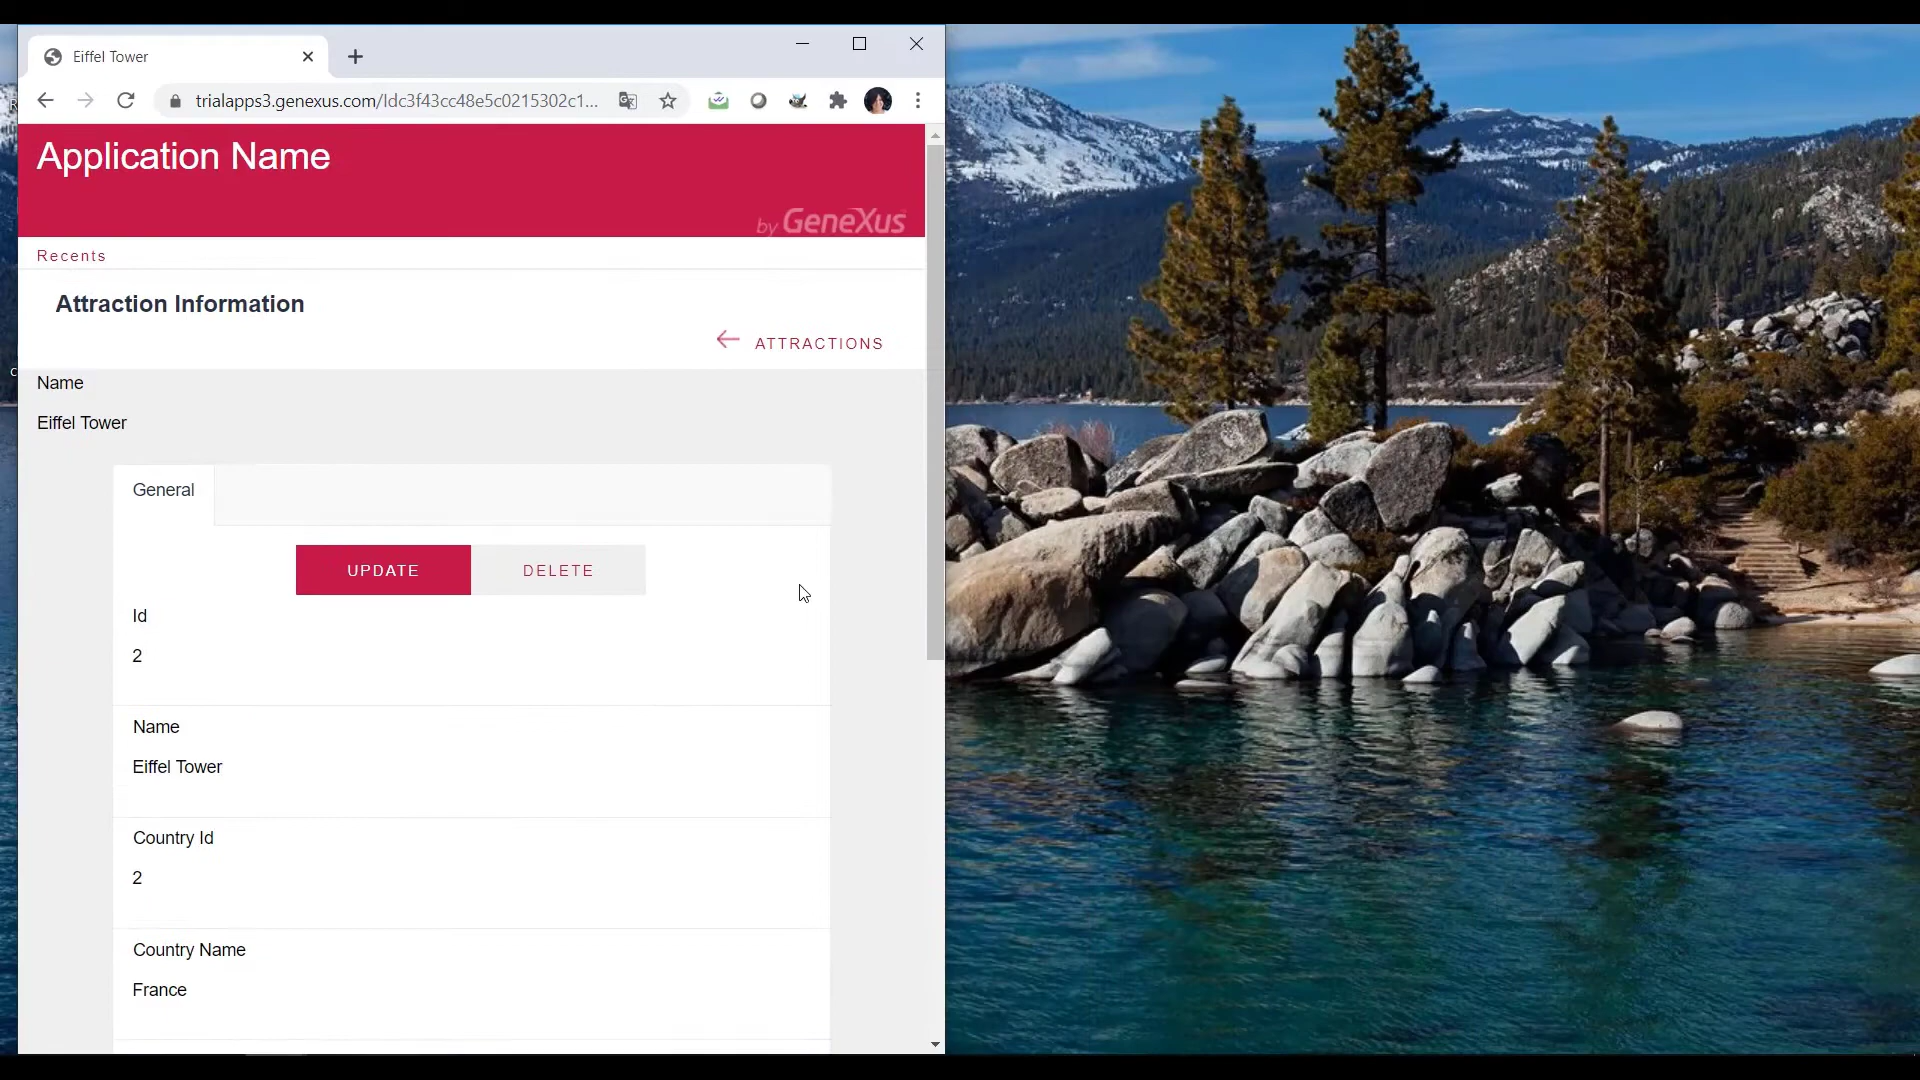 Eiffel Tower
trialapps3.genexus.com/Idc3f43cc48e5c0215302c1...
Application Name
by GeneXus
Recents
Attraction Information
ATTRACTIONS
Name
Eiffel Tower
General
UPDATE
DELETE
Id
2
Name
Eiffel Tower
Country Id
2
Country Name
France